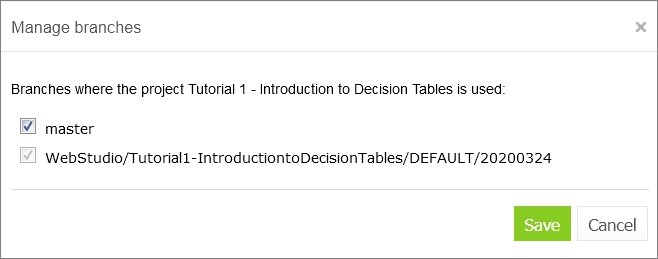 Manage branches
Branches where the project Tutorial 1 - Introduction to Decision Tables is used:
master
WebStudio/Tutorial1-IntroductiontoDecisionTables/DEFAULT/20200324
Save Cancel